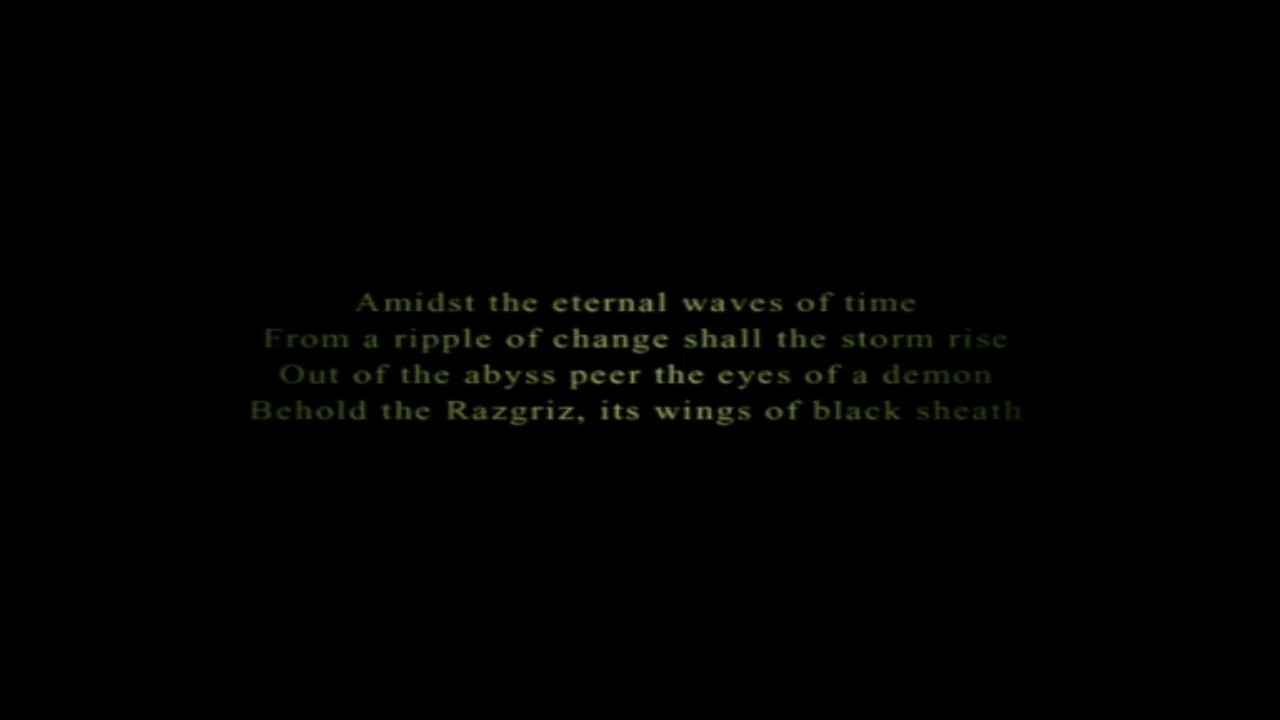 Amidst the eternal waves of time
From a ripple of change shall the storm rise
Out of the abyss peer the eyes of a demon
Behold the Razgriz, its wings of black sheath